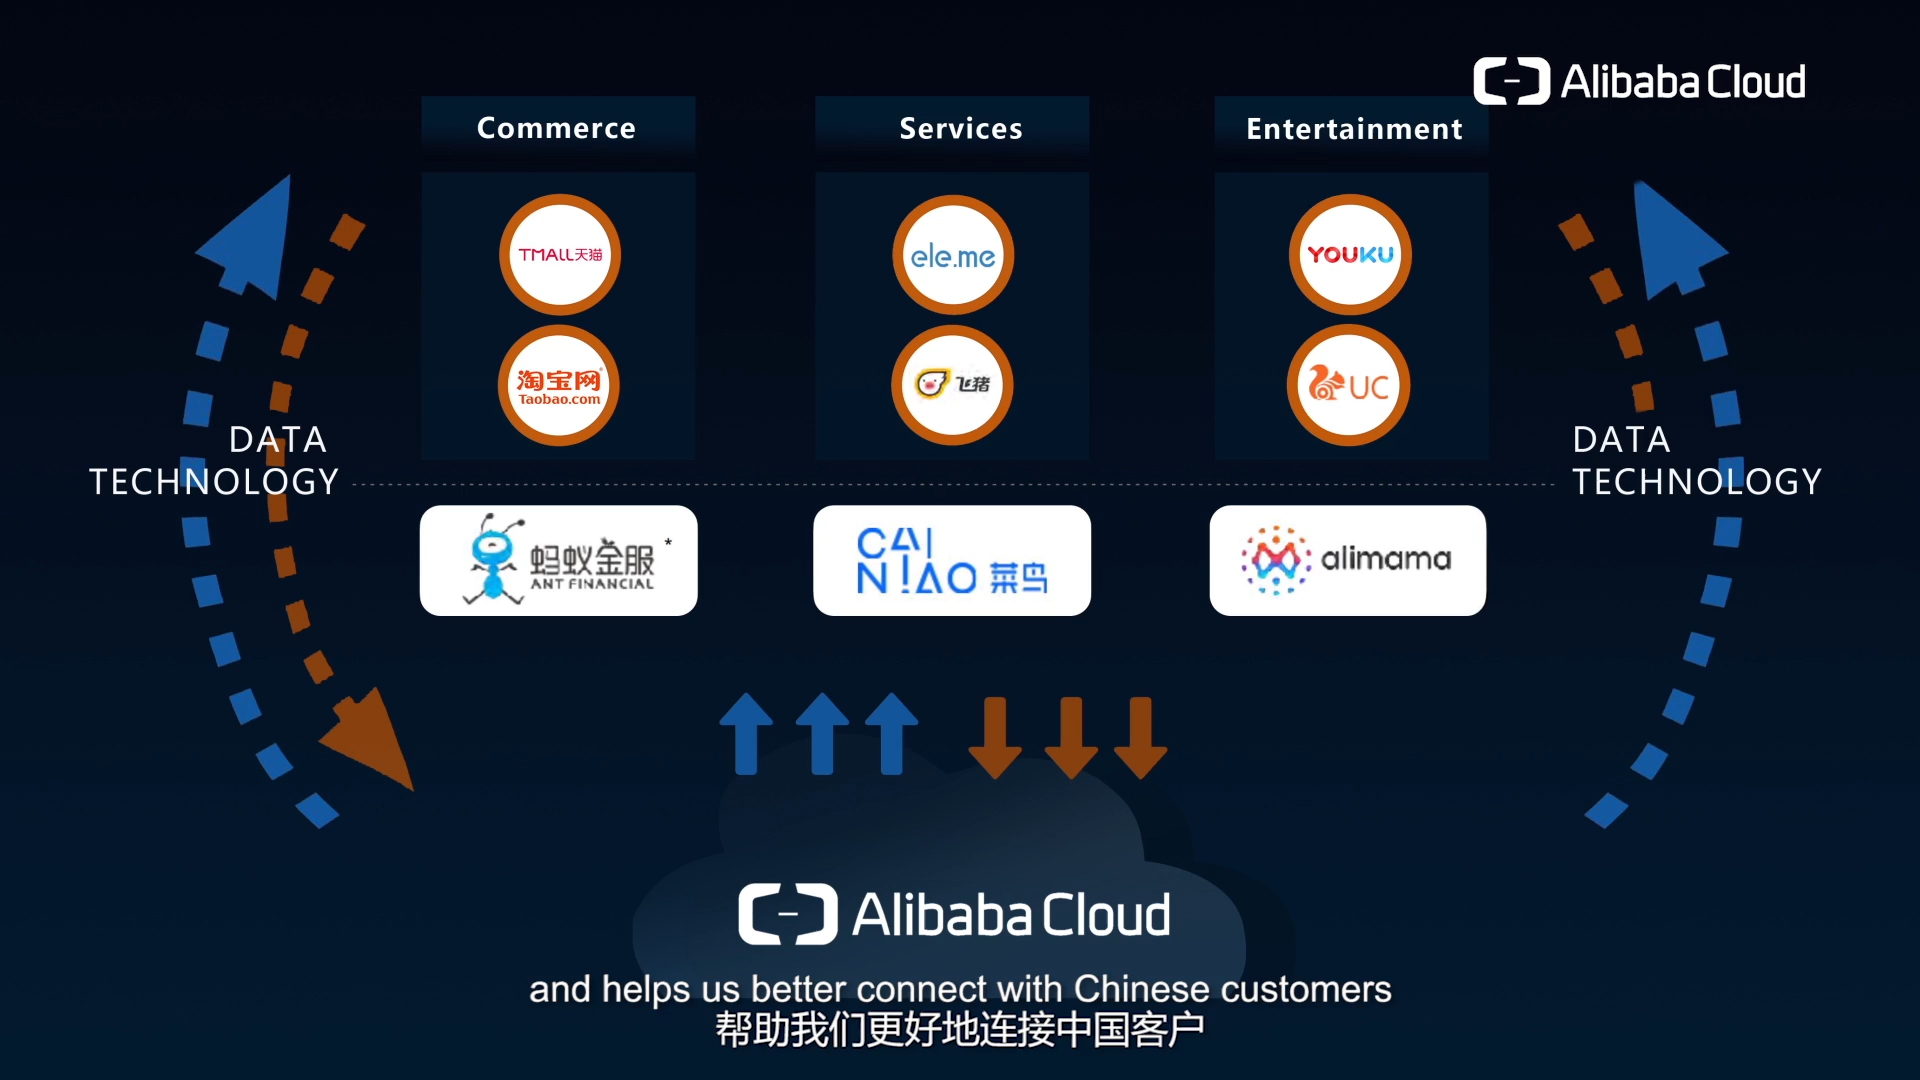 Alibaba Cloud
Commerce
Services
Entertainment
TMALL天猫
ele.me
YOUKU
淘宝网
Taobao.com
飞猪
UC
DATA
TECHNOLOGY
DATA
TECHNOLOGY
蚂蚁金服*
ANT FINANCIAL
CAI
NIAO 菜鸟
alimama
Alibaba Cloud
and helps us better connect with Chinese customers
帮助我们更好地连接中国客户